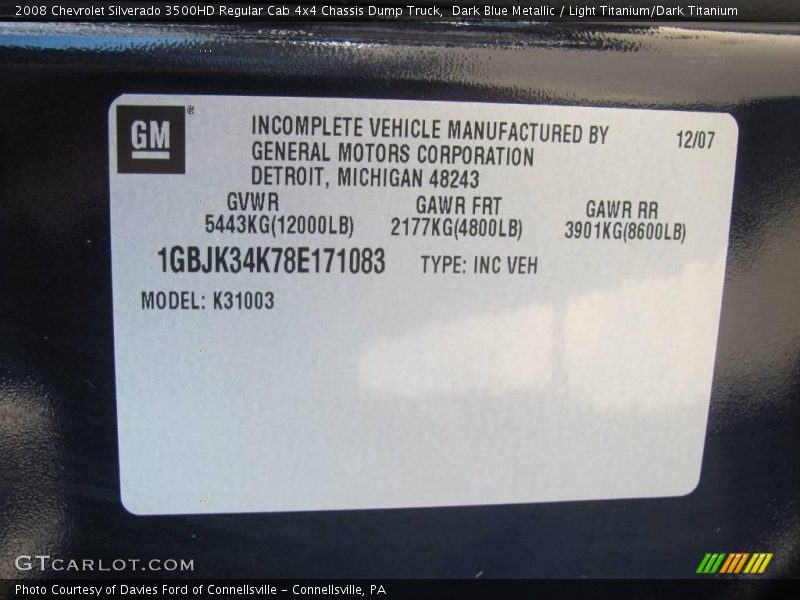 2008 Chevrolet Silverado 3500HD Regular Cab 4x4 Chassis Dump Truck,  Dark Blue Metallic / Light Titanium/Dark Titanium
GM®
INCOMPLETE VEHICLE MANUFACTURED BY 12/07
GENERAL MOTORS CORPORATION
DETROIT, MICHIGAN 48243
GVWR GAWR FRT GAWR RR
5443KG(12000LB) 2177KG(4800LB) 3901KG(8600LB)
1GBJK34K78E171083 TYPE: INC VEH
MODEL: K31003
GTCARLOT.COM
Photo Courtesy of Davies Ford of Connellsville - Connellsville, PA